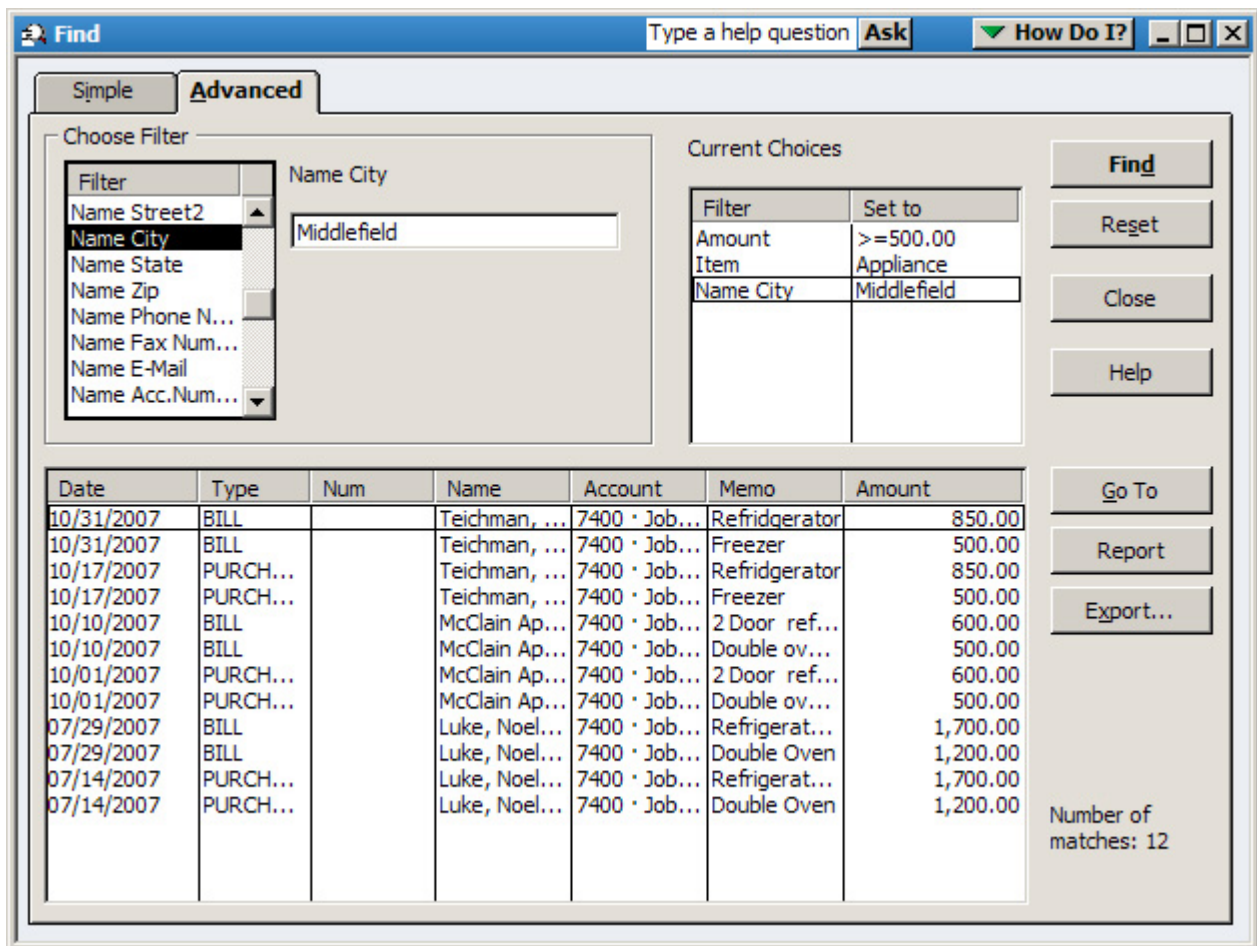 Find Type a help question Ask How Do I?
Simple Advanced
Choose Filter
Filter
Name Street2
Name City
Name State
Name Zip
Name Phone N...
Name Fax Num...
Name E-Mail
Name Acc.Num...
Name City
Middlefield
Current Choices
Filter Set to
Amount >=500.00
Item Appliance
Name City Middlefield
Find
Reset
Close
Help
Date Type Num Name Account Memo Amount
10/31/2007 BILL Teichman, ... 7400 · Job... Refridgerator 850.00
10/31/2007 BILL Teichman, ... 7400 · Job... Freezer 500.00
10/17/2007 PURCH... Teichman, ... 7400 · Job... Refridgerator 850.00
10/17/2007 PURCH... Teichman, ... 7400 · Job... Freezer 500.00
10/10/2007 BILL McClain Ap... 7400 · Job... 2 Door ref... 600.00
10/10/2007 BILL McClain Ap... 7400 · Job... Double ov... 500.00
10/01/2007 PURCH... McClain Ap... 7400 · Job... 2 Door ref... 600.00
10/01/2007 PURCH... McClain Ap... 7400 · Job... Double ov... 500.00
07/29/2007 BILL Luke, Noel... 7400 · Job... Refrigerat... 1,700.00
07/29/2007 BILL Luke, Noel... 7400 · Job... Double Oven 1,200.00
07/14/2007 PURCH... Luke, Noel... 7400 · Job... Refrigerat... 1,700.00
07/14/2007 PURCH... Luke, Noel... 7400 · Job... Double Oven 1,200.00
Go To
Report
Export...
Number of
matches: 12